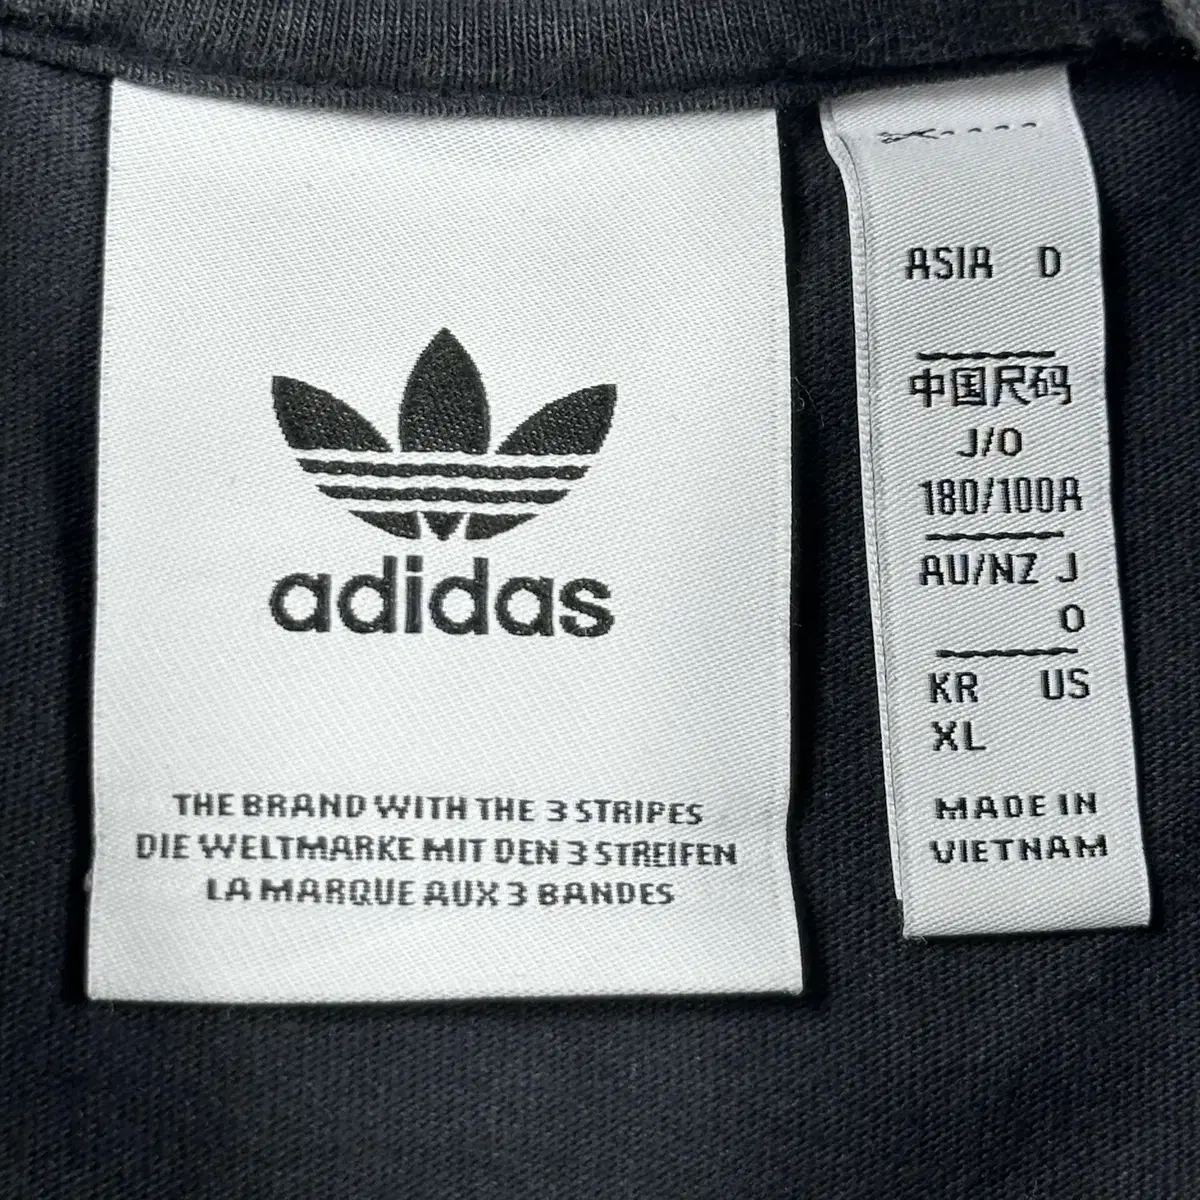 adidas
THE BRAND WITH THE 3 STRIPES
DIE WELTMARKE MIT DEN 3 STREIFEN
LA MARQUE AUX 3 BANDES
ASIA D
中国尺码
J/O
180/100A
AU/NZ J
O
KR US
XL
MADE IN
VIETNAM